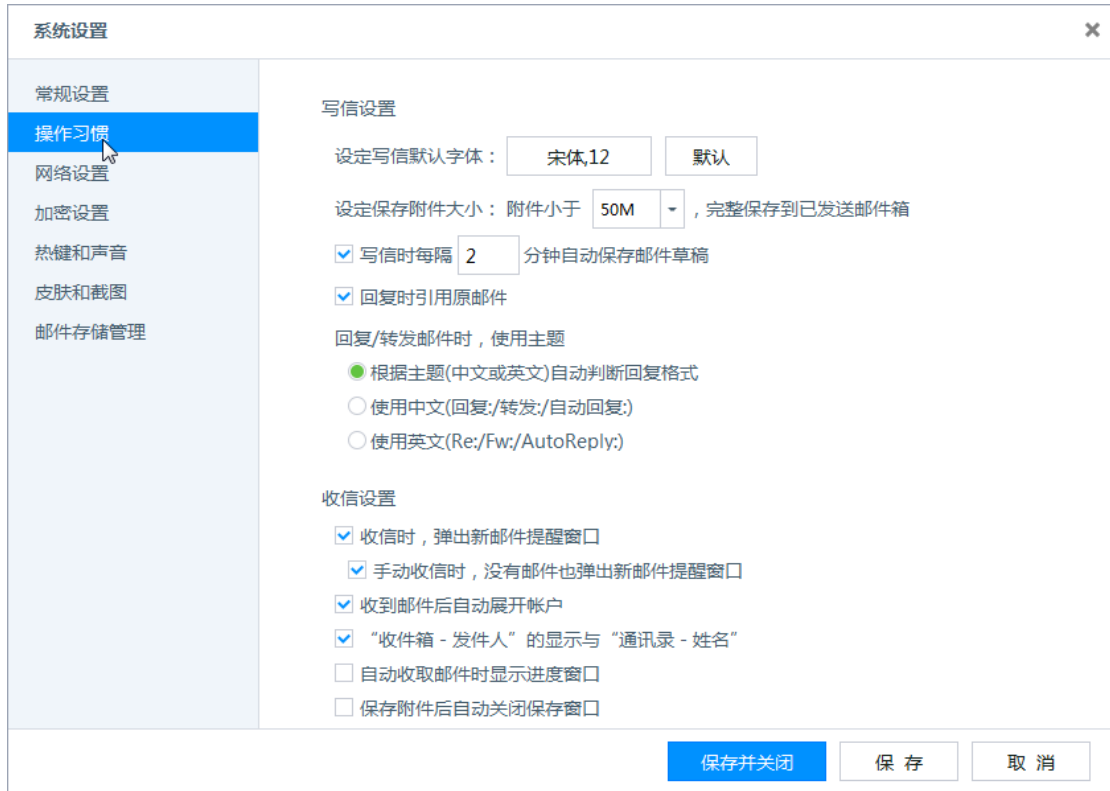 系统设置
常规设置
操作习惯
网络设置
加密设置
热键和声音
皮肤和截图
邮件存储管理
写信设置
设定写信默认字体： 宋体,12 默认
设定保存附件大小： 附件小于 50M ，完整保存到已发送邮件箱
写信时每隔 2 分钟自动保存邮件草稿
回复时引用原邮件
回复/转发邮件时，使用主题
根据主题(中文或英文)自动判断回复格式
使用中文(回复:/转发:/自动回复:)
使用英文(Re:/Fw:/AutoReply:)
收信设置
收信时，弹出新邮件提醒窗口
手动收信时，没有邮件也弹出新邮件提醒窗口
收到邮件后自动展开帐户
“收件箱 - 发件人”的显示与“通讯录 - 姓名”
自动收取邮件时显示进度窗口
保存附件后自动关闭保存窗口
保存并关闭 保 存 取 消